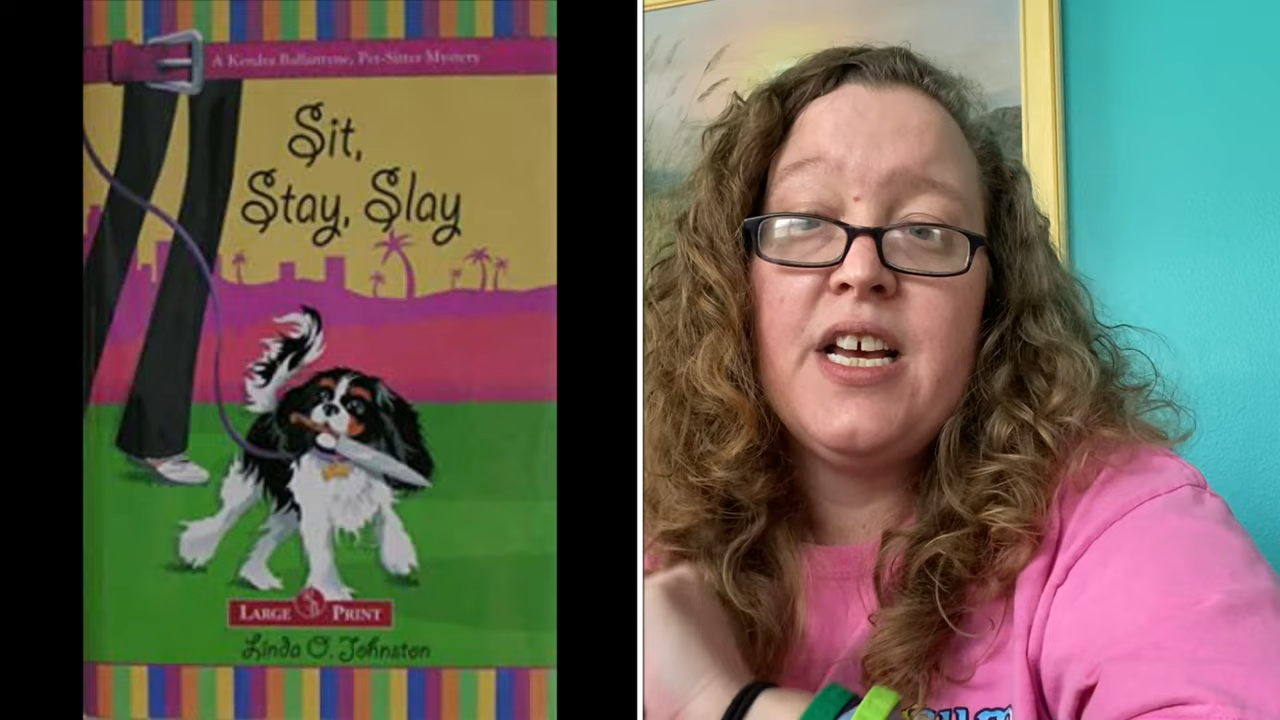 A Kendra Ballantyne, Pet-Sitter Mystery
Sit,
Stay, Slay
LARGE PRINT
Linda O. Johnston